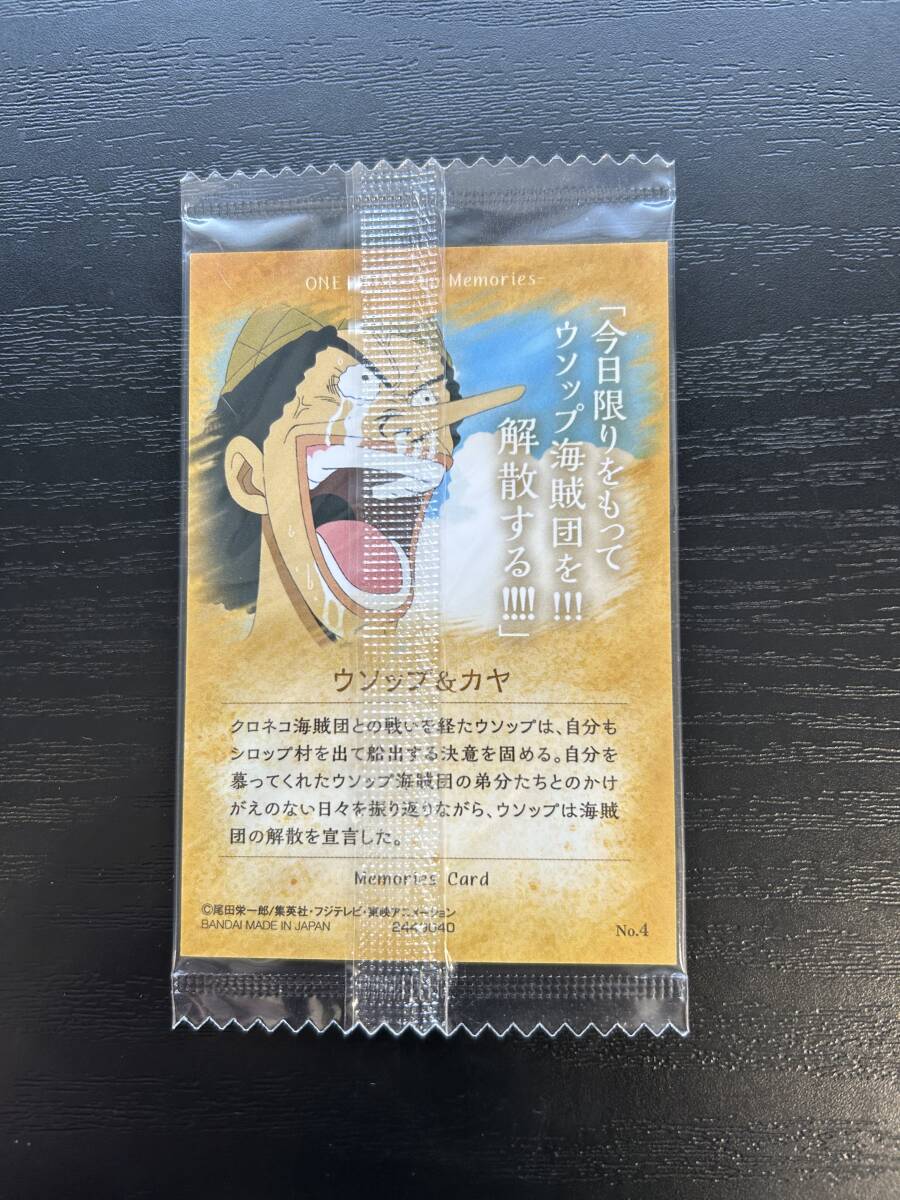 ONE Memories-
「今日限りをもって
ウソップ海賊団を!!!
解散する!!!!」
ウソップ&カヤ
クロネコ海賊団との戦いを経たウソップは、自分も
シロップ村を出て船出する決意を固める。自分を
慕ってくれたウソップ海賊団の弟分たちとのかけ
がえのない日々を振り返りながら、ウソップは海賊
団の解散を宣言した。
Memories Card
©尾田栄一郎/集英社・フジテレビ・東映アニメーション
BANDAI MADE IN JAPAN 2449040
No.4